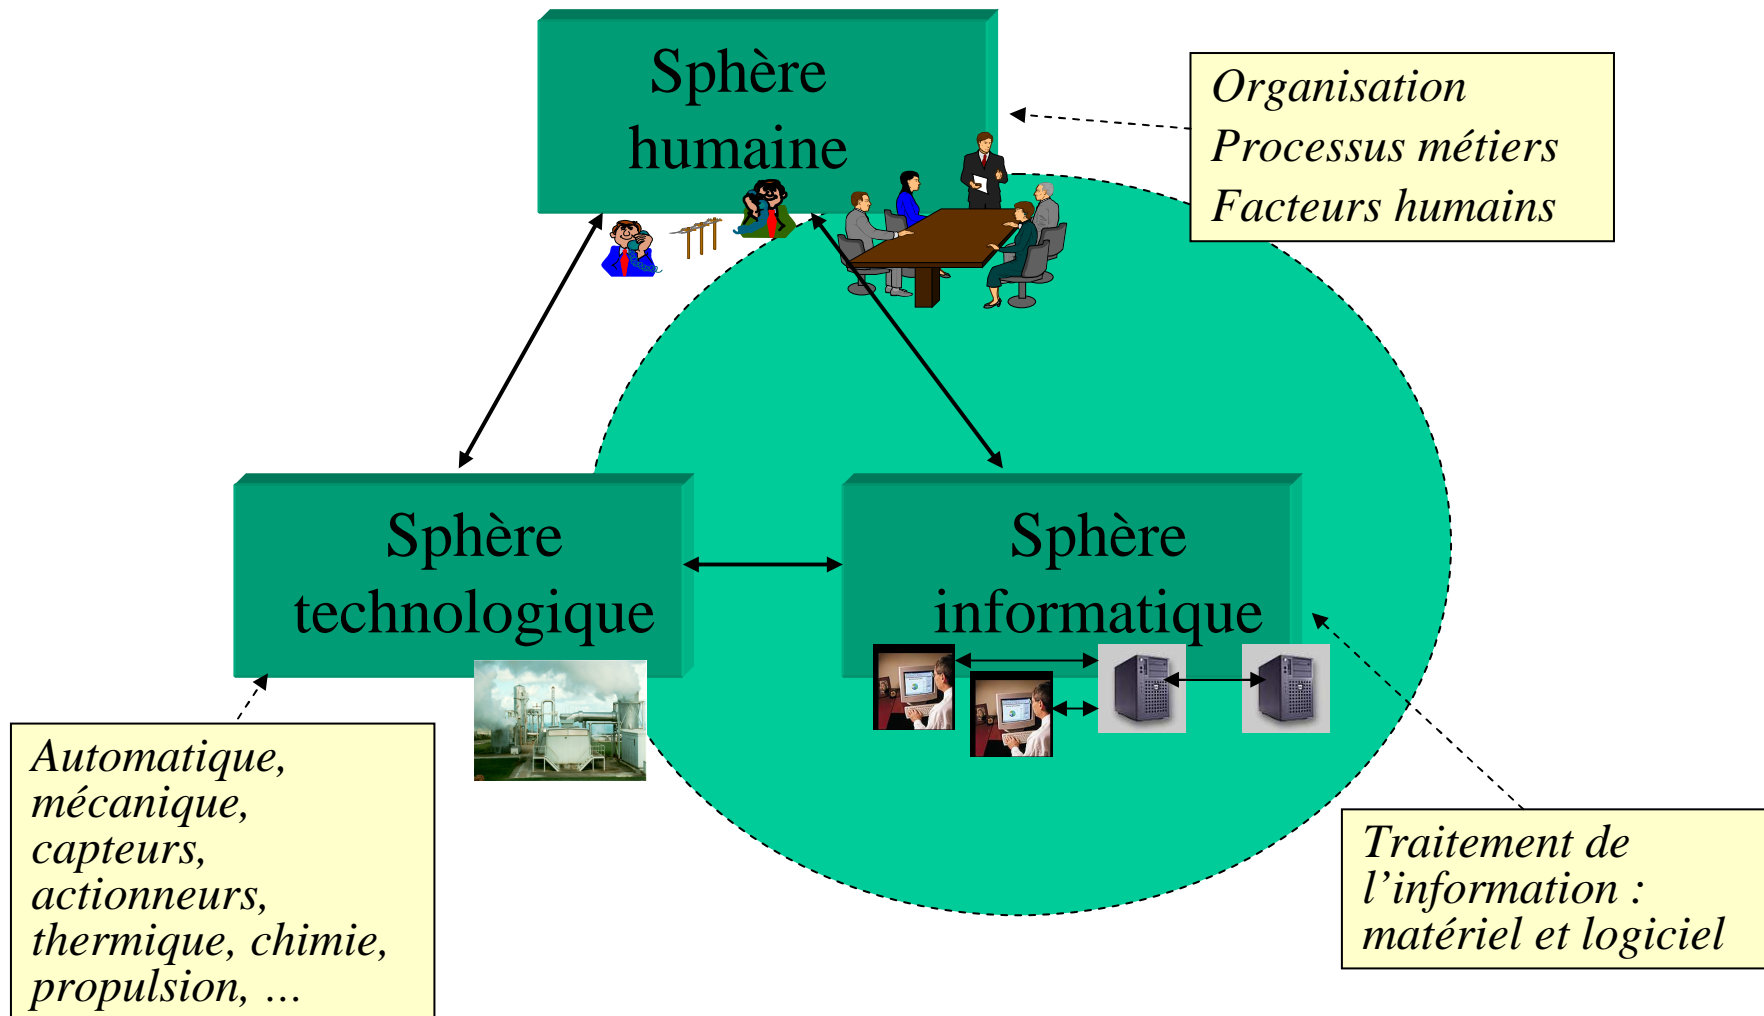 Sphère
humaine
Organisation
Processus métiers
Facteurs humains
Sphère
technologique
Sphère
informatique
Automatique,
mécanique,
capteurs,
actionneurs,
thermique, chimie,
propulsion, …
Traitement de
l’information :
matériel et logiciel